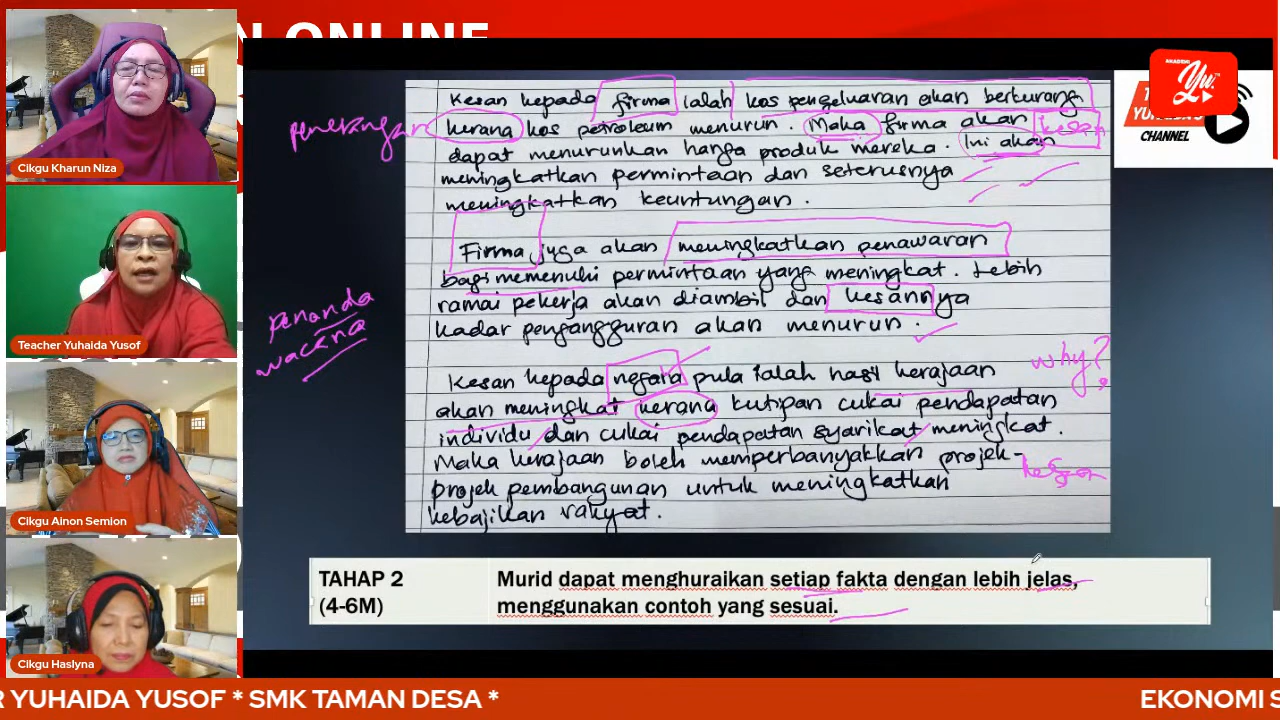 N ONLINE
Cikgu Kharun Niza
Teacher Yuhaida Yusof
Cikgu Ainon Semion
Cikgu Haslyna
AKADEMI
Yu
CHANNEL
Kesan kepada firma ialah kos pengeluaran akan berkurang
kerana kos petroleum menurun. Maka firma akan
dapat menurunkan harga produk mereka. Ini akan
meningkatkan permintaan dan seterusnya
meningkatkan keuntungan.
penerangan
kesan
Firma juga akan meningkatkan penawaran
bagi memenuhi permintaan yang meningkat. Lebih
ramai pekerja akan diambil dan kesannya
kadar pengangguran akan menurun.
penanda
wacana
Kesan kepada negara pula ialah hasil kerajaan
akan meningkat kerana kutipan cukai pendapatan
individu dan cukai pendapatan syarikat meningkat.
Maka kerajaan boleh memperbanyakkan projek-
projek pembangunan untuk meningkatkan
kebajikan rakyat.
why?
kesan
TAHAP 2
(4-6M)
Murid dapat menghuraikan setiap fakta dengan lebih jelas,
menggunakan contoh yang sesuai.
R YUHAIDA YUSOF * SMK TAMAN DESA *
EKONOMI S